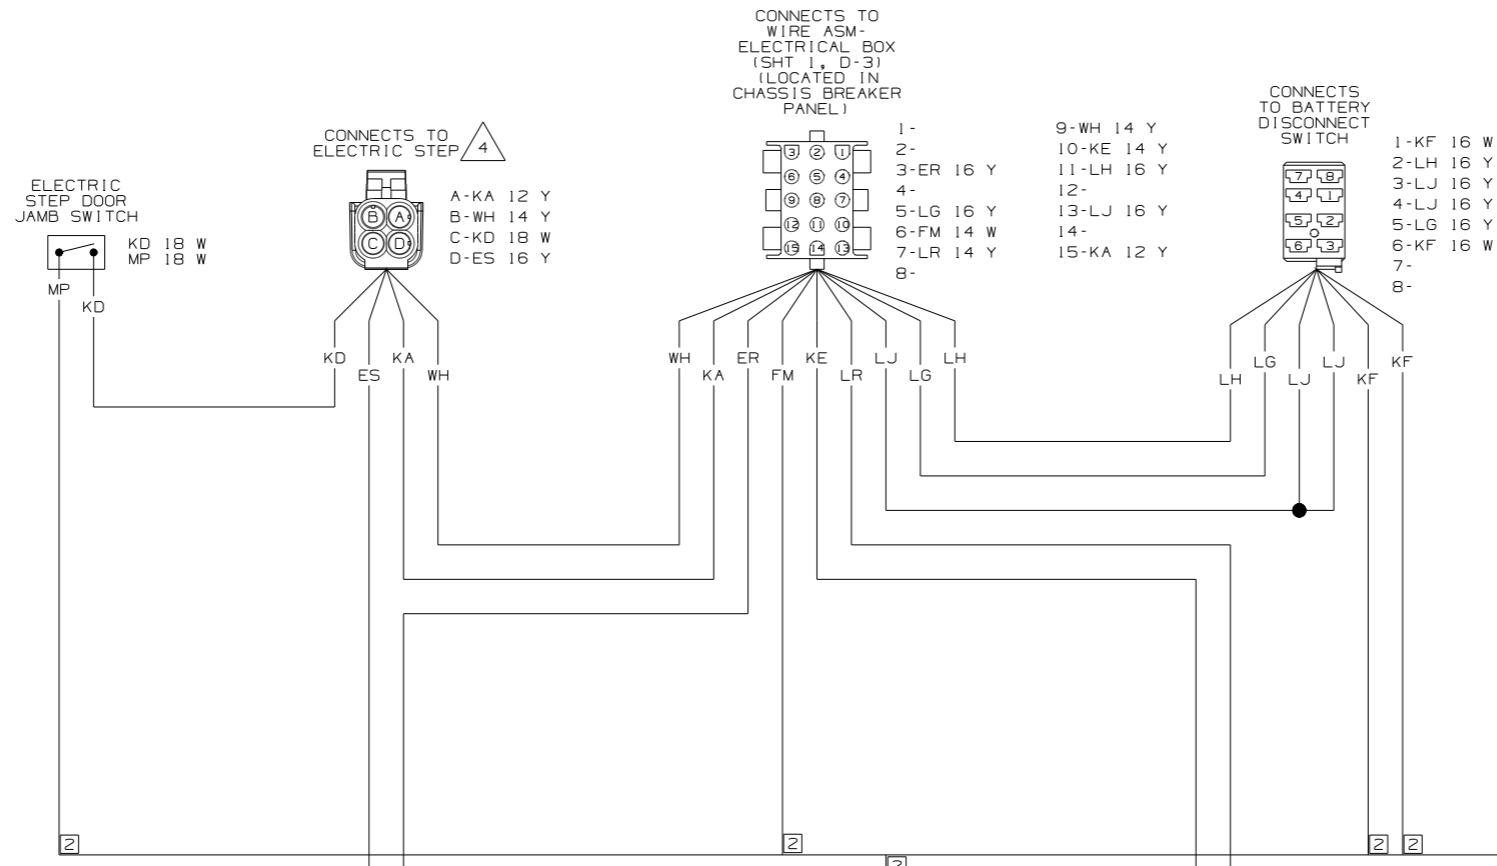 CONNECTS TO
WIRE ASM-
ELECTRICAL BOX
(SHT 1, D-3)
(LOCATED IN
CHASSIS BREAKER
PANEL)
CONNECTS
TO BATTERY
DISCONNECT
SWITCH
CONNECTS TO
ELECTRIC STEP
4
ELECTRIC
STEP DOOR
JAMB SWITCH
KD 18 W
MP 18 W
MP
KD
B A
C D
A-KA 12 Y
B-WH 14 Y
C-KD 18 W
D-ES 16 Y
3 2 1
6 5 4
9 8 7
12 11 10
15 14 13
1-
2-
3-ER 16 Y
4-
5-LG 16 Y
6-FM 14 W
7-LR 14 Y
8-
9-WH 14 Y
10-KE 14 Y
11-LH 16 Y
12-
13-LJ 16 Y
14-
15-KA 12 Y
7 8
4 1
5 2
6 3
1-KF 16 W
2-LH 16 Y
3-LJ 16 Y
4-LJ 16 Y
5-LG 16 Y
6-KF 16 W
7-
8-
KD
ES
KA
WH
WH
KA
ER
FM
KE
LR
LJ
LG
LH
LH
LG
LJ
LJ
KF
KF
2
2
2
2
2